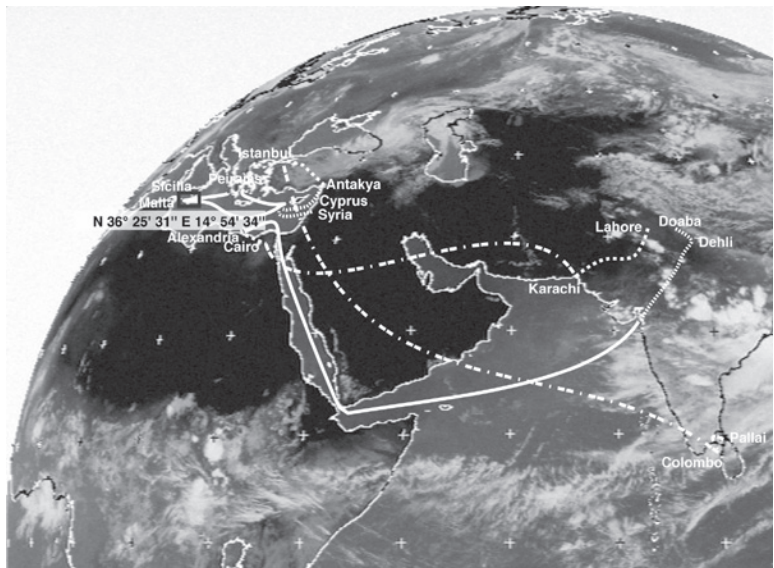 Istanbul
Sicilia
Antakya
Malta
Cyprus
Syria
N 36° 25' 31" E 14° 54' 34"
Lahore
Doaba
Alexandria
Cairo
Dehli
Karachi
Pallai
Colombo